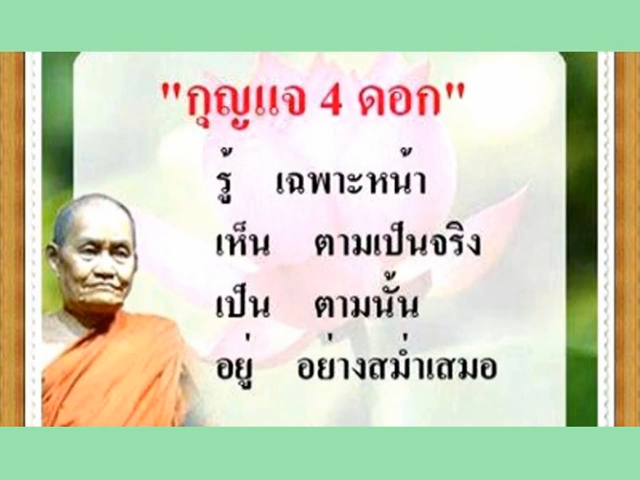 "กุญแจ 4 ดอก"
รู้ เฉพาะหน้า
เห็น ตามเป็นจริง
เป็น ตามนั้น
อยู่ อย่างสม่ำเสมอ